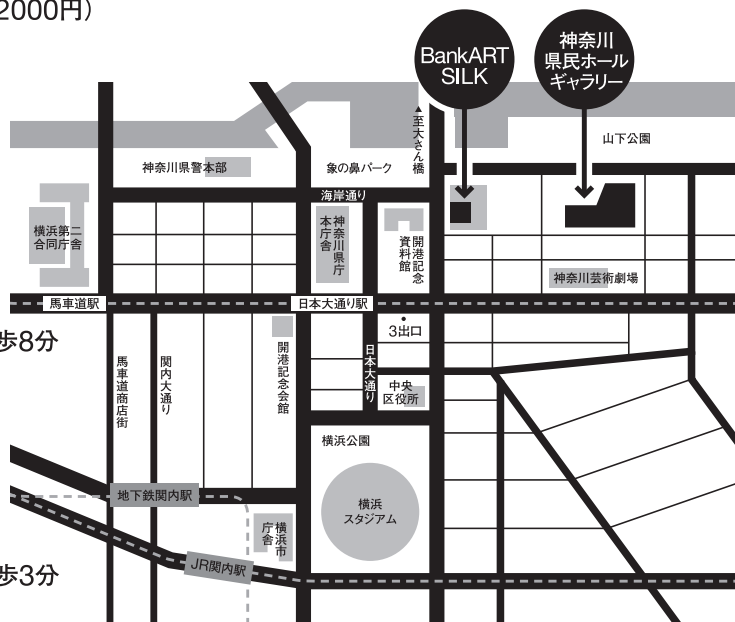 2000円）
BankART
SILK
神奈川
県民ホール
ギャラリー
▲至大さん橋
山下公園
神奈川県警本部
象の鼻パーク
海岸通り
横浜第二
合同庁舎
神奈川県庁
本庁舎
開港記念
資料館
神奈川芸術劇場
馬車道駅
日本大通り駅
3出口
歩8分
馬車道商店街
関内大通り
開港記念会館
日本大通り
中央
区役所
横浜公園
地下鉄関内駅
横浜
スタジアム
横浜市
庁舎
JR関内駅
歩3分